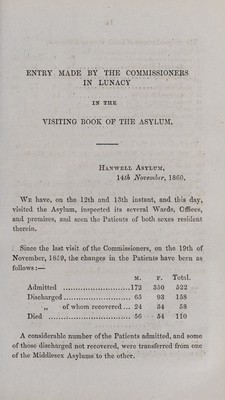 ENTRY MADE BY THE COMMISSIONERS
IN LUNACY
IN THE
VISITING BOOK OF THE ASYLUM.
HANWELL ASYLUM,
14th November, 1860.
WE have, on the 12th and 13th instant, and this day,
visited the Asylum, inspected its several Wards, Offices,
and premises, and seen the Patients of both sexes resident
therein.
Since the last visit of the Commissioners, on the 19th of
November, 1859, the changes in the Patients have been as
follows:—
M. F. Total.
Admitted ...........................172 350 522
Discharged.......................... 65 93 158
„ of whom recovered... 24 34 58
Died ................................ 56 54 110
A considerable number of the Patients admitted, and some
of those discharged not recovered, were transferred from one
of the Middlesex Asylums to the other.